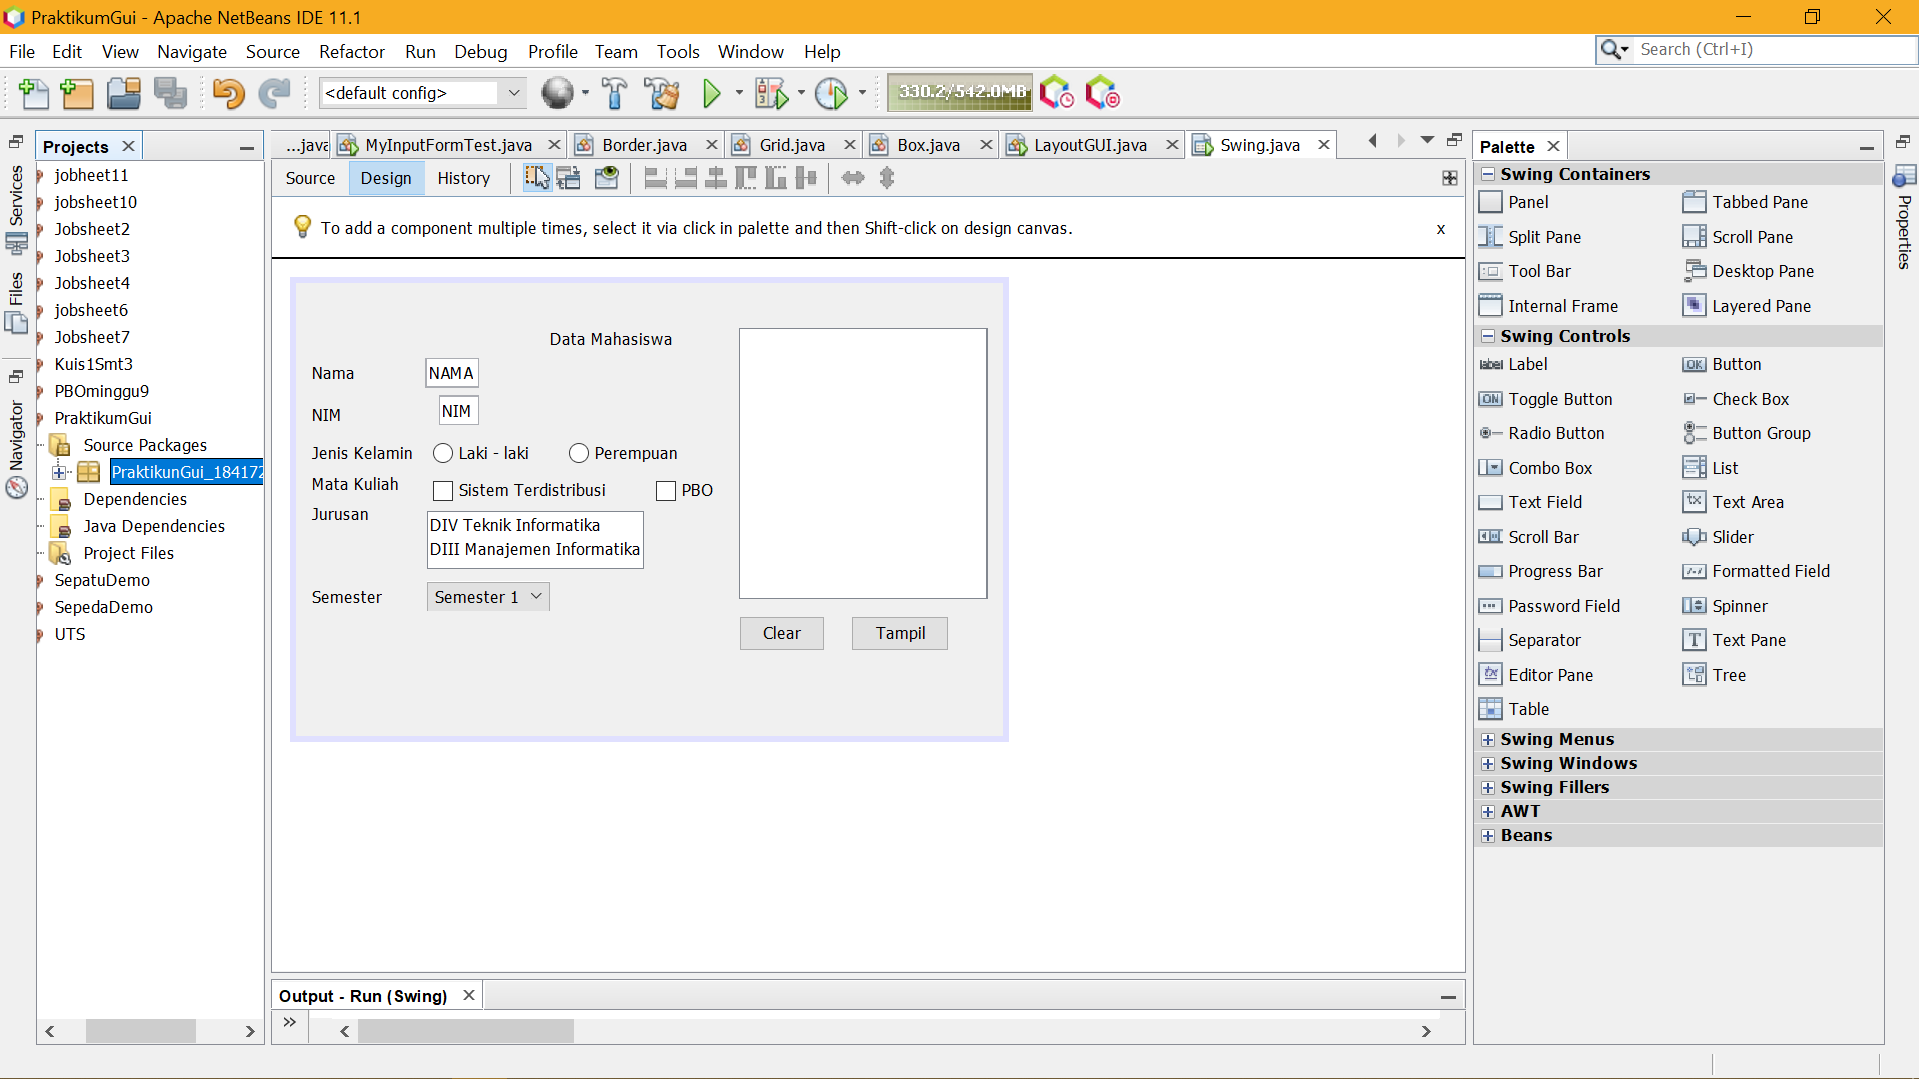 PraktikumGui - Apache NetBeans IDE 11.1
File Edit View Navigate Source Refactor Run Debug Profile Team Tools Window Help
Search (Ctrl+I)
<default config>
330.2/542.0MB
Services
Files
Navigator
Projects
jobheet11
jobsheet10
Jobsheet2
Jobsheet3
Jobsheet4
jobsheet6
Jobsheet7
Kuis1Smt3
PBOminggu9
PraktikumGui
Source Packages
PraktikunGui_184172
Dependencies
Java Dependencies
Project Files
SepatuDemo
SepedaDemo
UTS
...java MyInputFormTest.java Border.java Grid.java Box.java LayoutGUI.java Swing.java
Source Design History
To add a component multiple times, select it via click in palette and then Shift-click on design canvas.
x
Data Mahasiswa
Nama NAMA
NIM NIM
Jenis Kelamin Laki - laki Perempuan
Mata Kuliah Sistem Terdistribusi PBO
Jurusan
DIV Teknik Informatika
DIII Manajemen Informatika
Semester Semester 1
Clear Tampil
Output - Run (Swing)
Palette
Swing Containers
Panel Tabbed Pane
Split Pane Scroll Pane
Tool Bar Desktop Pane
Internal Frame Layered Pane
Swing Controls
label Label OK Button
ON Toggle Button Check Box
Radio Button Button Group
Combo Box List
Text Field Text Area
Scroll Bar Slider
Progress Bar Formatted Field
Password Field Spinner
Separator T Text Pane
Editor Pane Tree
Table
Swing Menus
Swing Windows
Swing Fillers
AWT
Beans
Properties